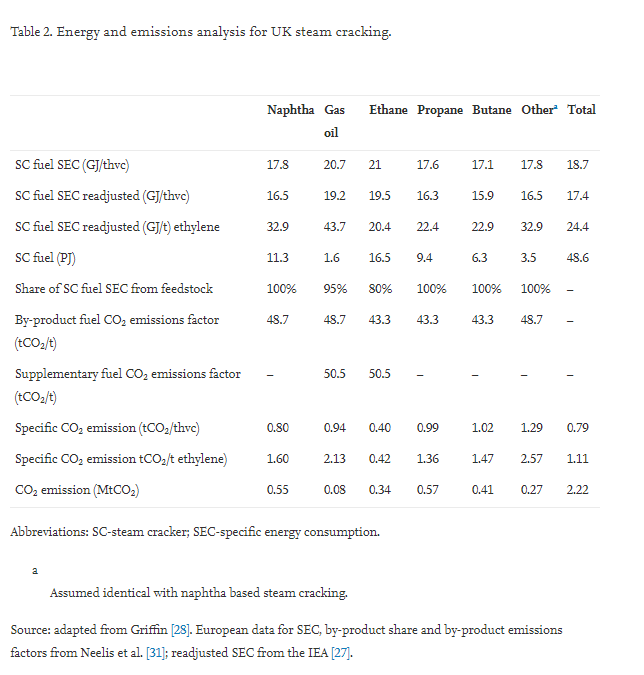 Table 2. Energy and emissions analysis for UK steam cracking.
Naphtha Gas oil Ethane Propane Butane Otherᵃ Total
SC fuel SEC (GJ/thvc) 17.8 20.7 21 17.6 17.1 17.8 18.7
SC fuel SEC readjusted (GJ/thvc) 16.5 19.2 19.5 16.3 15.9 16.5 17.4
SC fuel SEC readjusted (GJ/t) ethylene 32.9 43.7 20.4 22.4 22.9 32.9 24.4
SC fuel (PJ) 11.3 1.6 16.5 9.4 6.3 3.5 48.6
Share of SC fuel SEC from feedstock 100% 95% 80% 100% 100% 100% –
By-product fuel CO₂ emissions factor 48.7 48.7 43.3 43.3 43.3 48.7 –
(tCO₂/t)
Supplementary fuel CO₂ emissions factor – 50.5 50.5 – – – –
(tCO₂/t)
Specific CO₂ emission (tCO₂/thvc) 0.80 0.94 0.40 0.99 1.02 1.29 0.79
Specific CO₂ emission tCO₂/t ethylene) 1.60 2.13 0.42 1.36 1.47 2.57 1.11
CO₂ emission (MtCO₂) 0.55 0.08 0.34 0.57 0.41 0.27 2.22
Abbreviations: SC-steam cracker; SEC-specific energy consumption.
a
Assumed identical with naphtha based steam cracking.
Source: adapted from Griffin [28]. European data for SEC, by-product share and by-product emissions
factors from Neelis et al. [31]; readjusted SEC from the IEA [27].